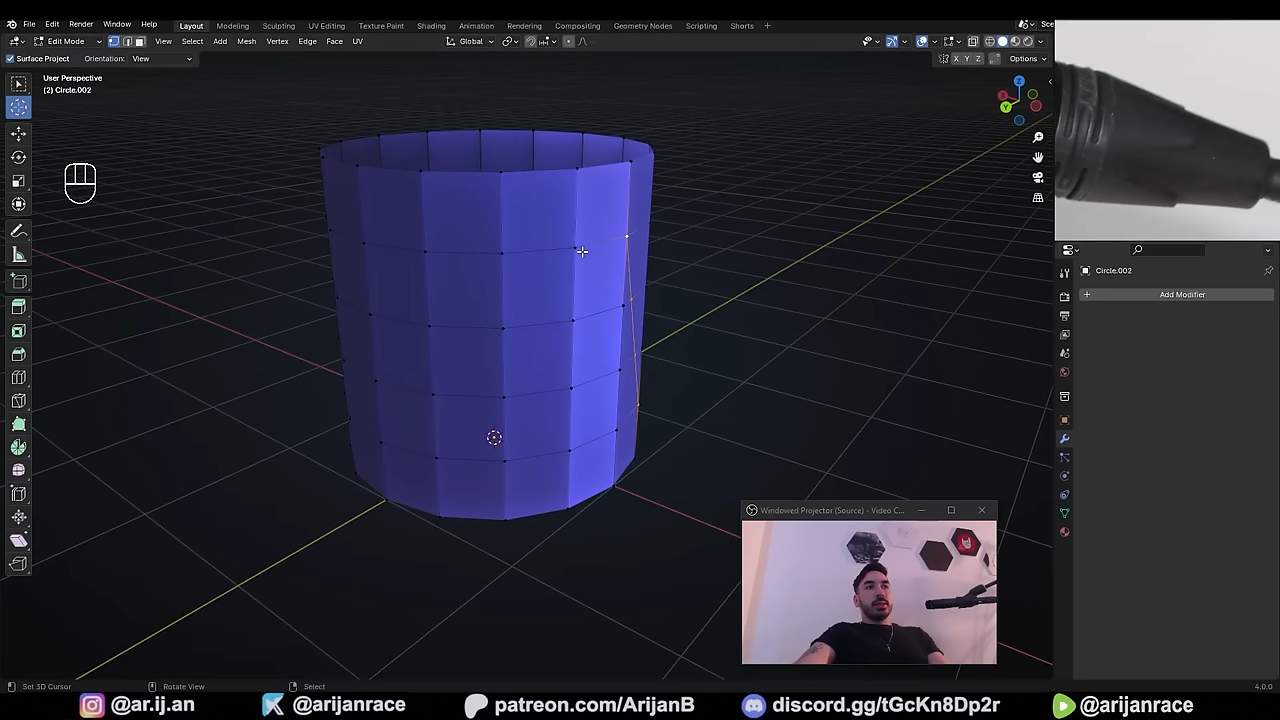 File Edit Render Window Help Layout Modeling Sculpting UV Editing Texture Paint Shading Animation Rendering Compositing Geometry Nodes Scripting Shorts + Sce
Edit Mode View Select Add Mesh Vertex Edge Face UV Global
Surface Project Orientation: View X Y Z Options
User Perspective
(2) Circle.002
Z
X
Y
Circle.002
+ Add Modifier
Windowed Projector (Source) - Video C...
Set 3D Cursor Rotate View Select 4.0.0
@ar.ij.an @arijanrace patreon.com/ArijanB discord.gg/tGcKn8Dp2r @arijanrace